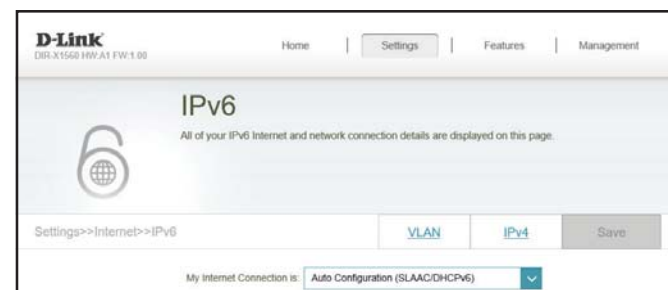 D-Link
DIR-X1560 HW:A1 FW:1.00
Home | Settings | Features | Management
IPv6
All of your IPv6 Internet and network connection details are displayed on this page.
Settings>>Internet>>IPv6
VLAN
IPv4
Save
My Internet Connection is: Auto Configuration (SLAAC/DHCPv6)